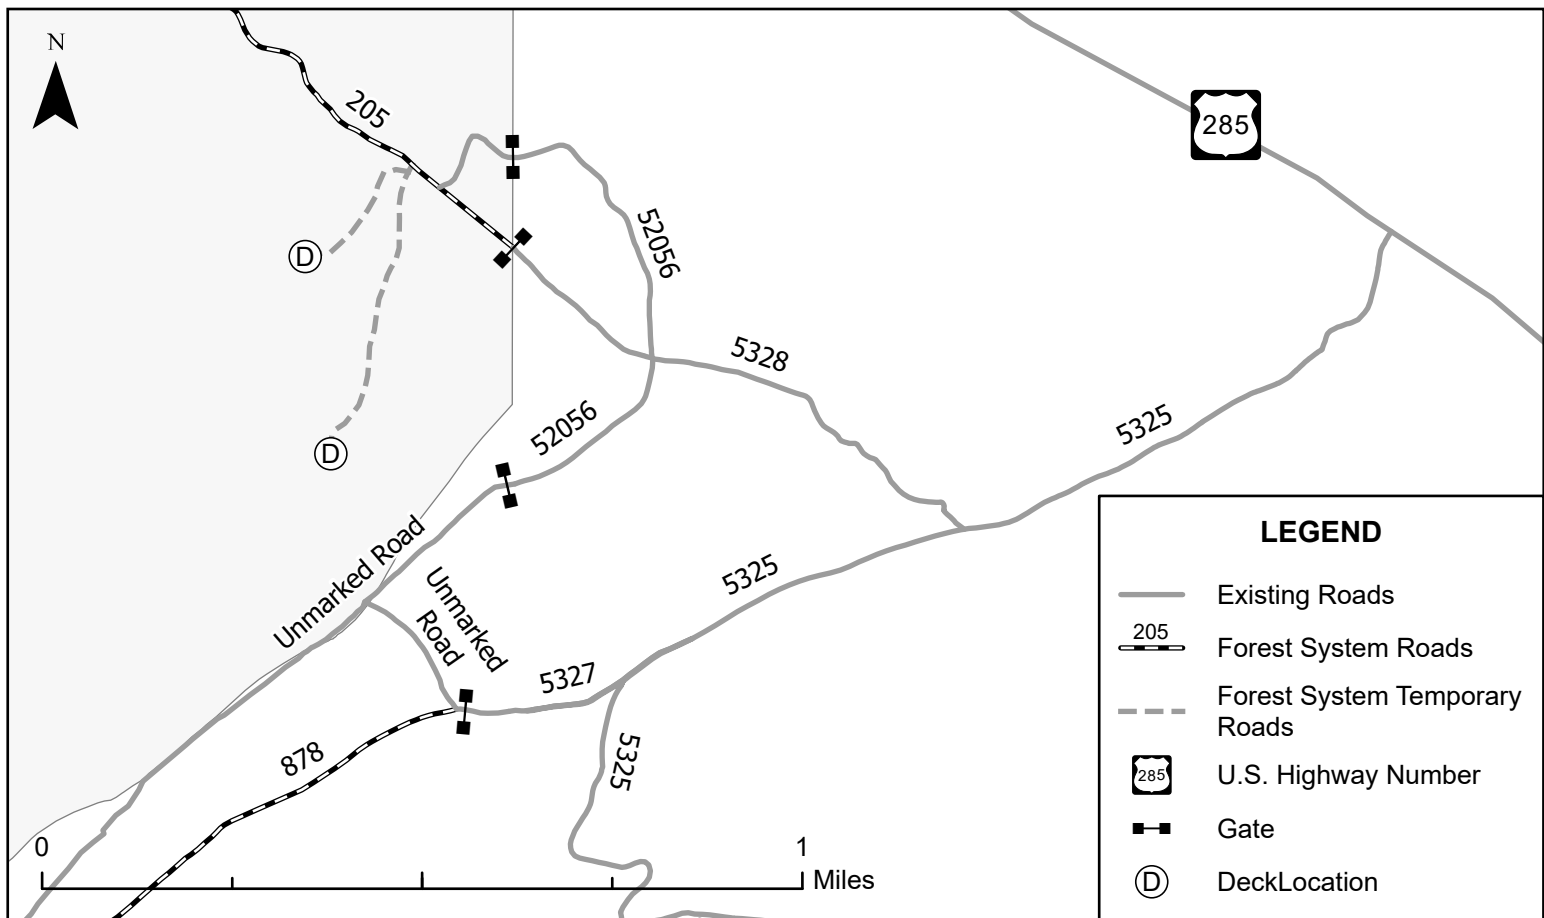 N
205
285
52056
5328
52056
5325
Unmarked Road
Unmarked
Road
5325
5327
5325
878
0
1
Miles
LEGEND
Existing Roads
205
Forest System Roads
Forest System Temporary
Roads
285
U.S. Highway Number
Gate
D
DeckLocation
D
D